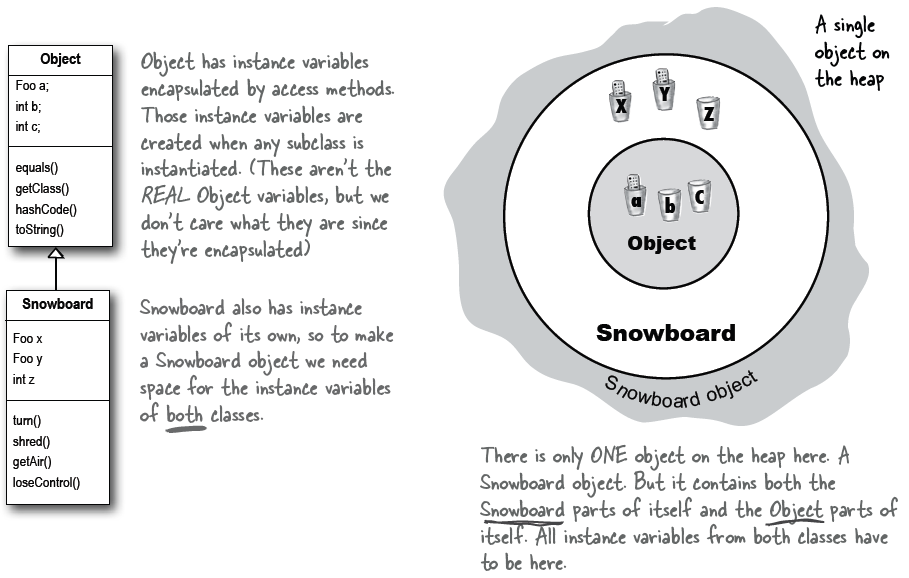 Object
Foo a;
int b;
int c;
equals()
getClass()
hashCode()
toString()
Snowboard
Foo x
Foo y
int z
turn()
shred()
getAir()
loseControl()
Object has instance variables
encapsulated by access methods.
Those instance variables are
created when any subclass is
instantiated. (These aren't the
REAL Object variables, but we
don't care what they are since
they're encapsulated)
Snowboard also has instance
variables of its own, so to make
a Snowboard object we need
space for the instance variables
of both classes.
A single
object on
the heap
X Y Z
a b c
Object
Snowboard
Snowboard object
There is only ONE object on the heap here. A
Snowboard object. But it contains both the
Snowboard parts of itself and the Object parts of
itself. All instance variables from both classes have
to be here.